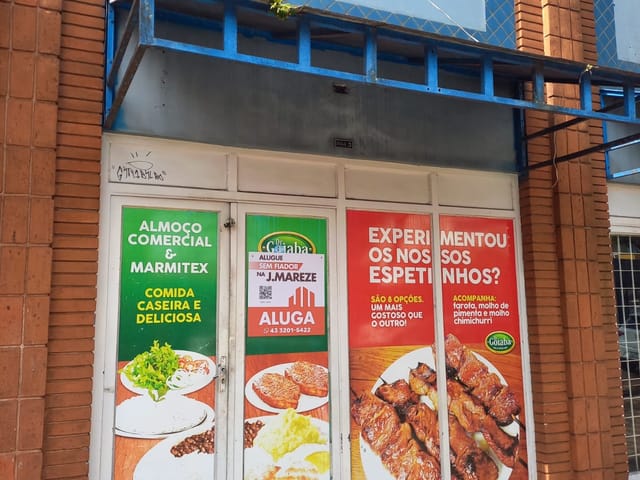 ALMOÇO
COMERCIAL
&
MARMITEX
COMIDA
CASEIRA E
DELICIOSA
Goiaba
ALUGUE
SEM FIADOR
NA J.MAREZE
ALUGA
43 3201-5422
EXPERIMENTOU
OS NOSSOS
ESPETINHOS?
SÃO 6 OPÇÕES.
UM MAIS
GOSTOSO QUE
O OUTRO!
ACOMPANHA:
farofa, molho de
pimenta e molho
chimichurri
Goiaba